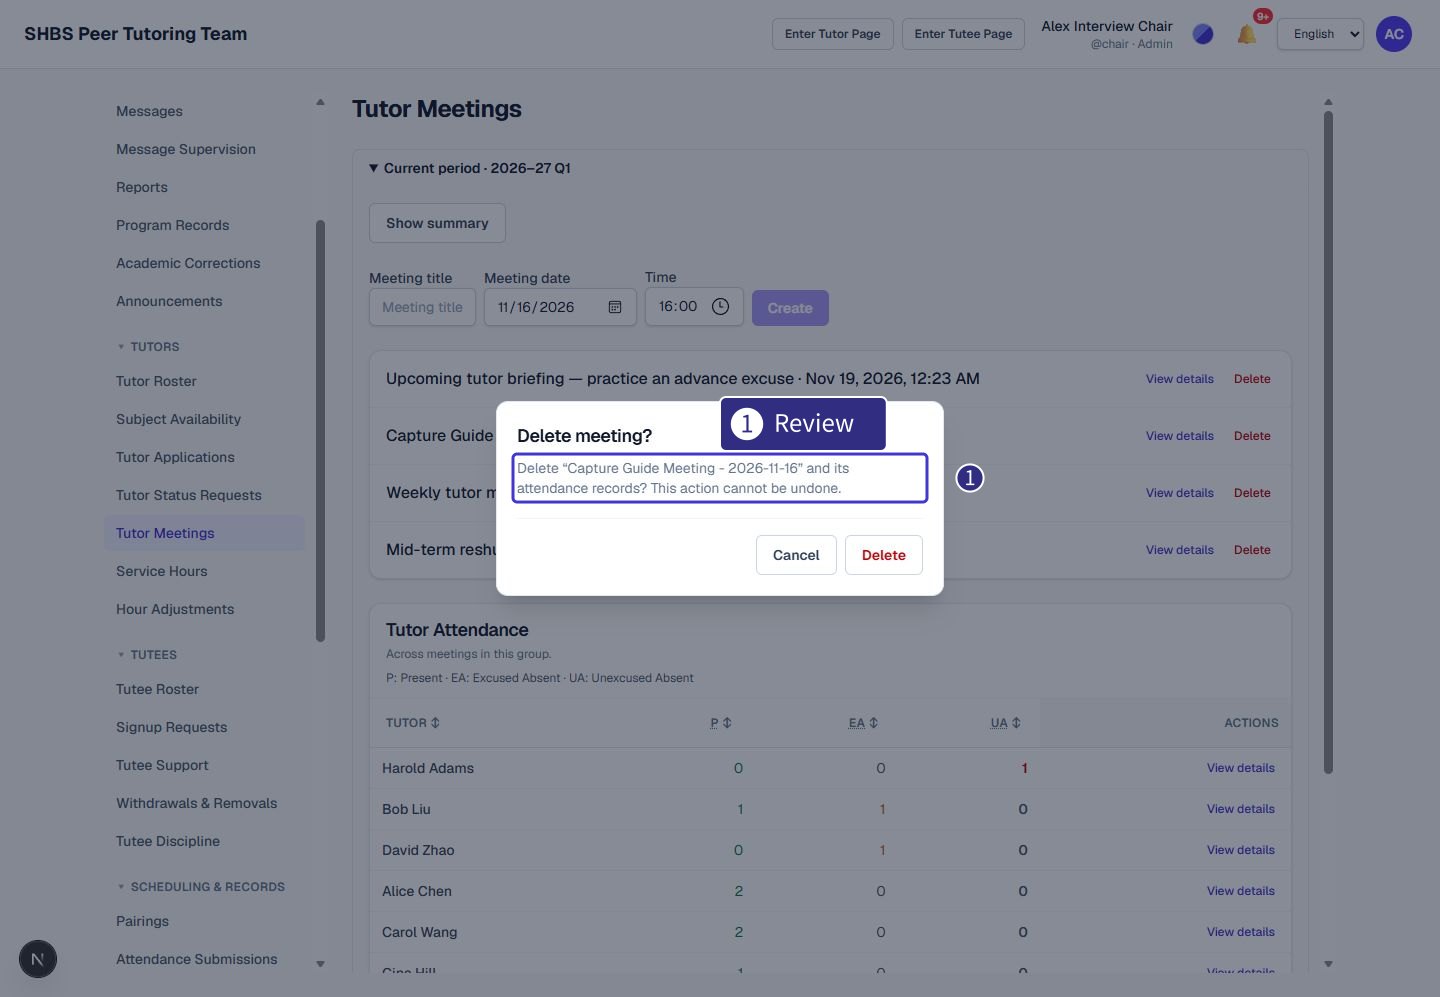 SHBS Peer Tutoring Team
Enter Tutor Page
Enter Tutee Page
Alex Interview Chair
@chair · Admin
9+
English
AC
Messages
Message Supervision
Reports
Program Records
Academic Corrections
Announcements
TUTORS
Tutor Roster
Subject Availability
Tutor Applications
Tutor Status Requests
Tutor Meetings
Service Hours
Hour Adjustments
TUTEES
Tutee Roster
Signup Requests
Tutee Support
Withdrawals & Removals
Tutee Discipline
SCHEDULING & RECORDS
Pairings
Attendance Submissions
N
Tutor Meetings
Current period · 2026–27 Q1
Show summary
Meeting title Meeting date Time
Meeting title 11/16/2026 16:00 Create
Upcoming tutor briefing — practice an advance excuse · Nov 19, 2026, 12:23 AM View details Delete
Capture Guide View details Delete
Weekly tutor View details Delete
Mid-term View details Delete
Delete meeting?
1 Review
Delete “Capture Guide Meeting - 2026-11-16” and its
attendance records? This action cannot be undone.
1
Cancel Delete
Tutor Attendance
Across meetings in this group.
P: Present · EA: Excused Absent · UA: Unexcused Absent
TUTOR P EA UA ACTIONS
Harold Adams 0 0 1 View details
Bob Liu 1 1 0 View details
David Zhao 0 1 0 View details
Alice Chen 2 0 0 View details
Carol Wang 2 0 0 View details